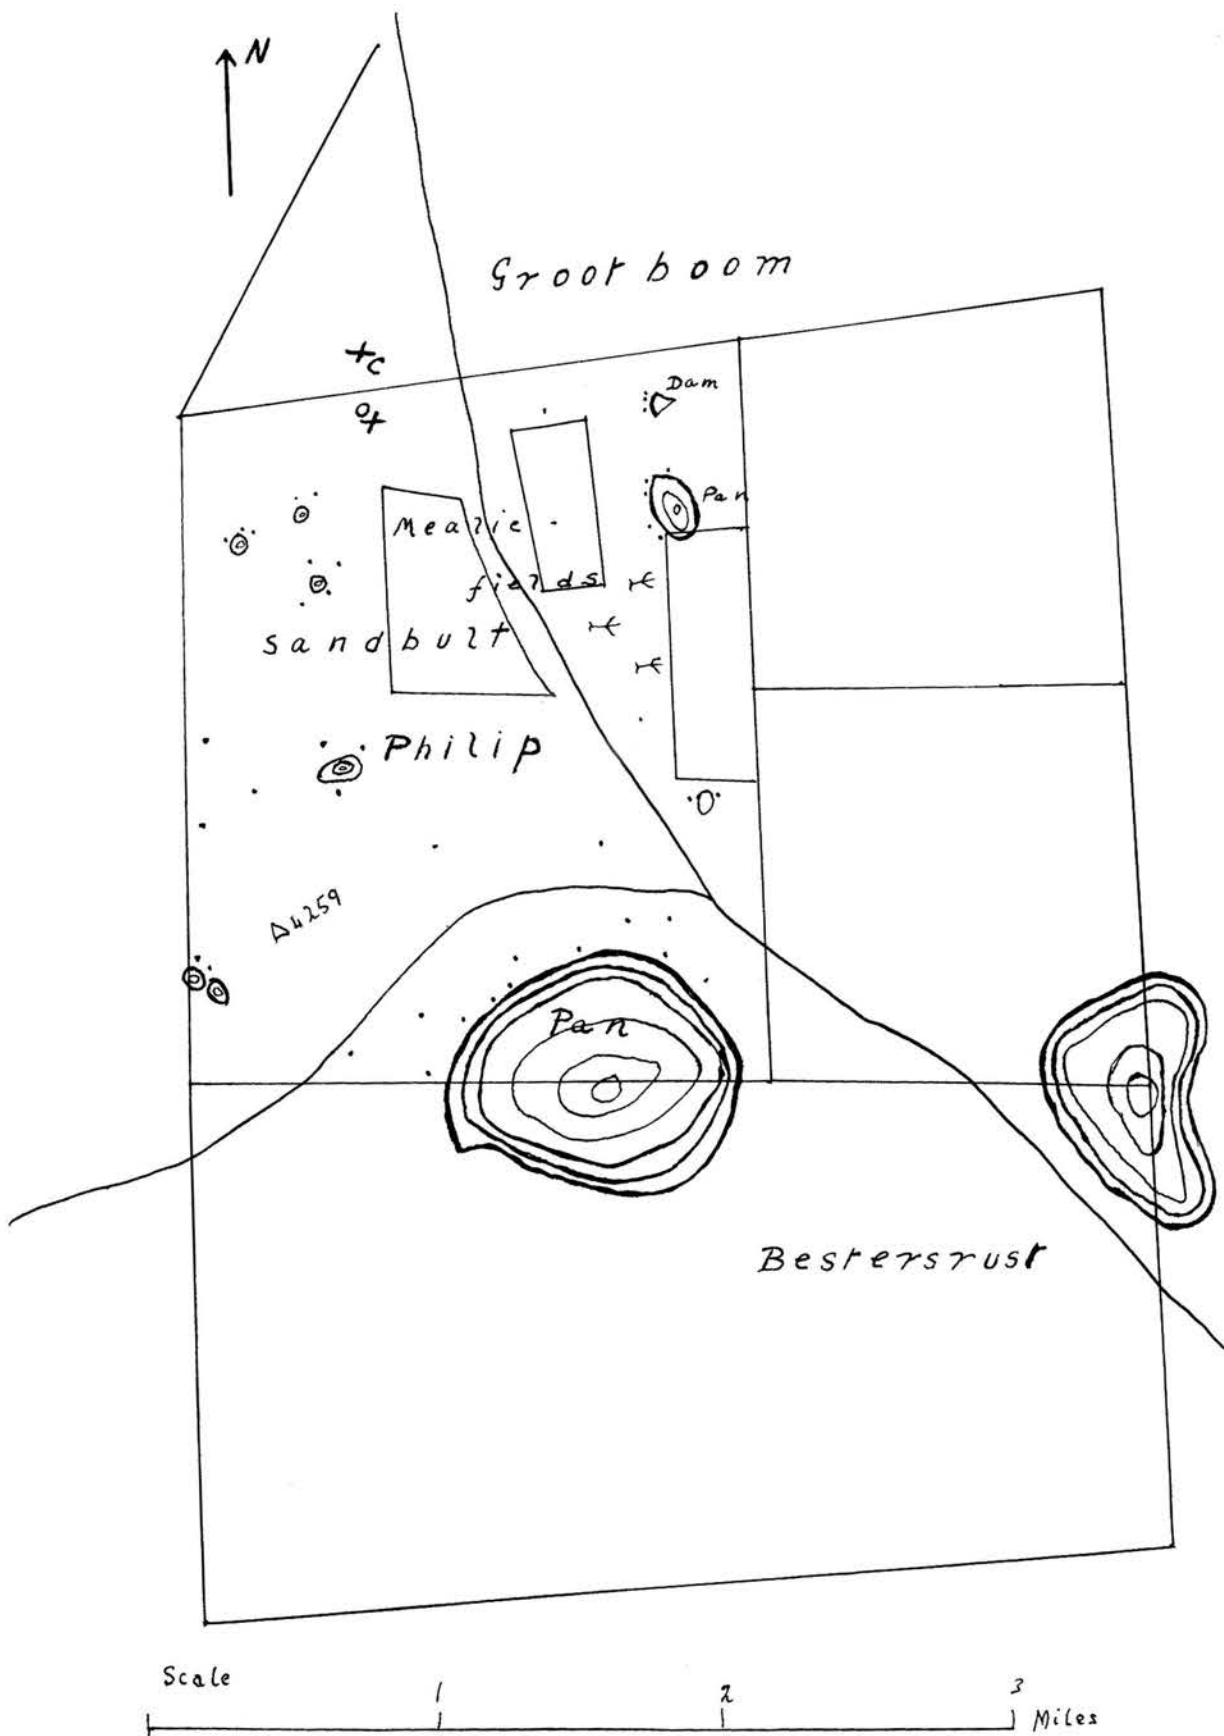 N
Grootboom
+c
Dam
o+
Pan
Mealie
fields
sandbult
Philip
Δ4259
Pan
Bestersrust
Scale
1 2 3
Miles